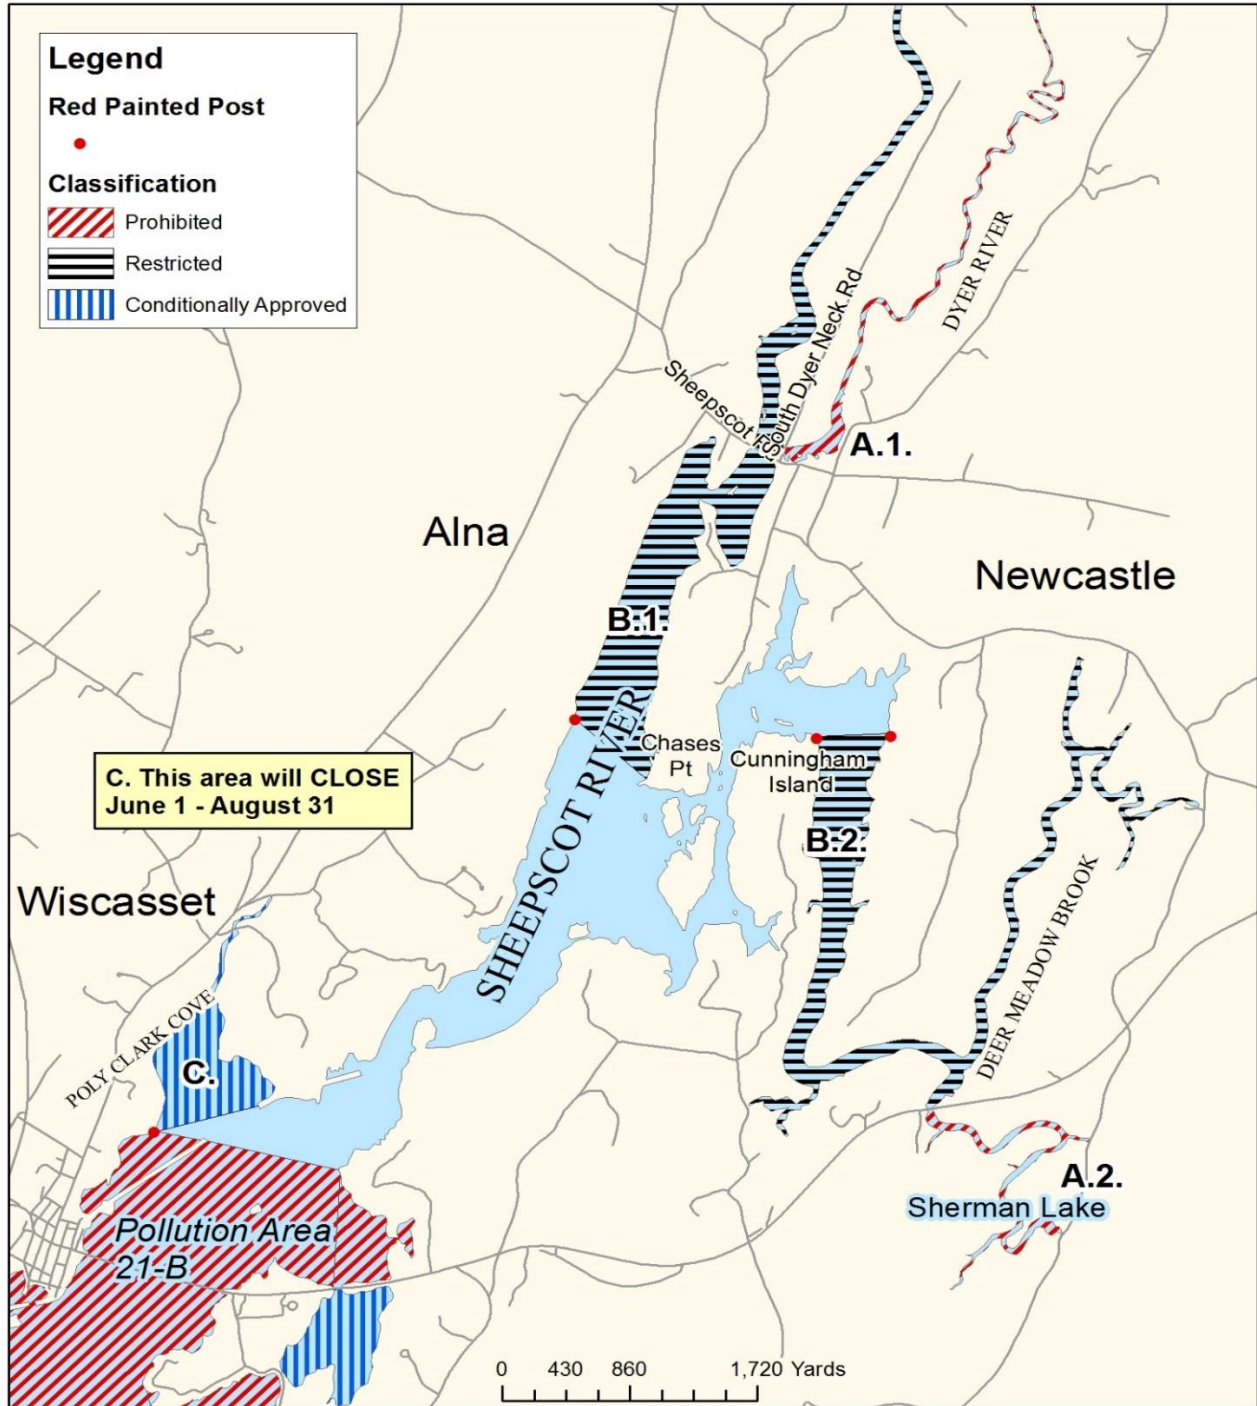 Legend
Red Painted Post
Classification
Prohibited
Restricted
Conditionally Approved
DYER RIVER
South Dyer Neck Rd
Sheepscot
A.1.
Alna
Newcastle
B.1.
SHEEPSCOT RIVER
Chases
Pt
Cunningham
Island
C. This area will CLOSE
June 1 - August 31
B.2.
Wiscasset
DEER MEADOW BROOK
POLY CLARK COVE
C.
A.2.
Sherman Lake
Pollution Area
21-B
0 430 860 1,720 Yards